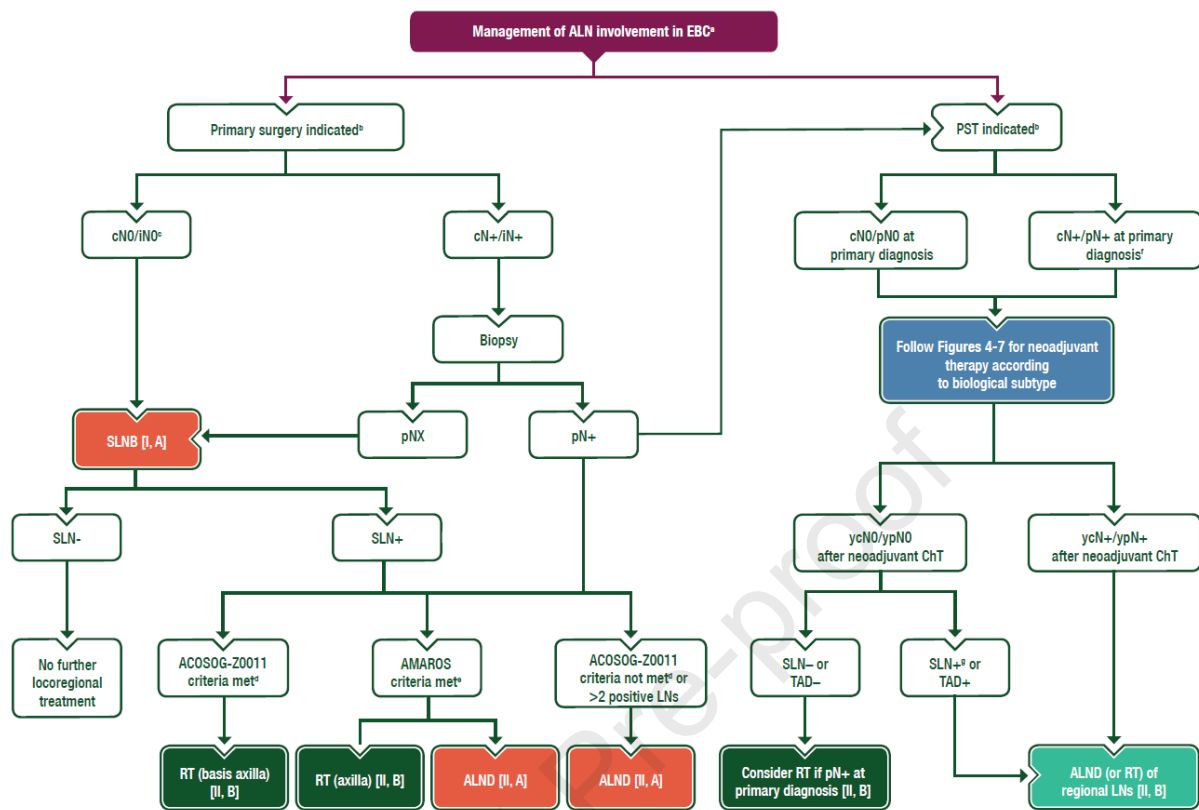 Management of ALN involvement in EBCᵃ
Primary surgery indicatedᵇ
PST indicatedᵇ
cN0/iN0ᶜ
cN+/iN+
cN0/pN0 at
primary diagnosis
cN+/pN+ at primary
diagnosisᶠ
Biopsy
Follow Figures 4-7 for neoadjuvant
therapy according
to biological subtype
SLNB [I, A]
pNX
pN+
SLN-
SLN+
ycN0/ypN0
after neoadjuvant ChT
ycN+/ypN+
after neoadjuvant ChT
No further
locoregional
treatment
ACOSOG-Z0011
criteria metᵈ
AMAROS
criteria metᵉ
ACOSOG-Z0011
criteria not metᵈ or
>2 positive LNs
SLN– or
TAD–
SLN+ᵍ or
TAD+
RT (basis axilla)
[II, B]
RT (axilla) [II, B]
ALND [II, A]
ALND [II, A]
Consider RT if pN+ at
primary diagnosis [II, B]
ALND (or RT) of
regional LNs [II, B]
Pre-proof